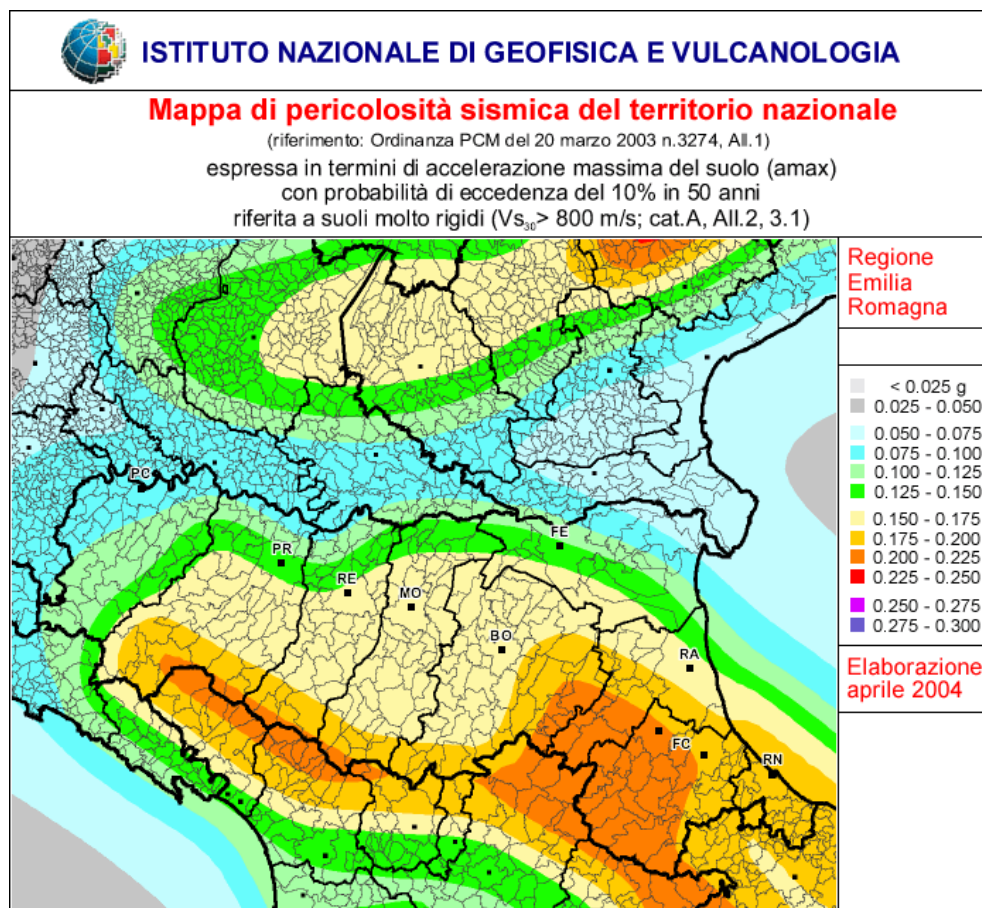 ISTITUTO NAZIONALE DI GEOFISICA E VULCANOLOGIA
Mappa di pericolosità sismica del territorio nazionale
(riferimento: Ordinanza PCM del 20 marzo 2003 n.3274, All.1)
espressa in termini di accelerazione massima del suolo (amax)
con probabilità di eccedenza del 10% in 50 anni
riferita a suoli molto rigidi (Vs₃₀> 800 m/s; cat.A, All.2, 3.1)
Regione
Emilia
Romagna
< 0.025 g
0.025 - 0.050
0.050 - 0.075
0.075 - 0.100
0.100 - 0.125
0.125 - 0.150
0.150 - 0.175
0.175 - 0.200
0.200 - 0.225
0.225 - 0.250
0.250 - 0.275
0.275 - 0.300
Elaborazione
aprile 2004
PC
PR
RE
MO
FE
BO
RA
FC
RN